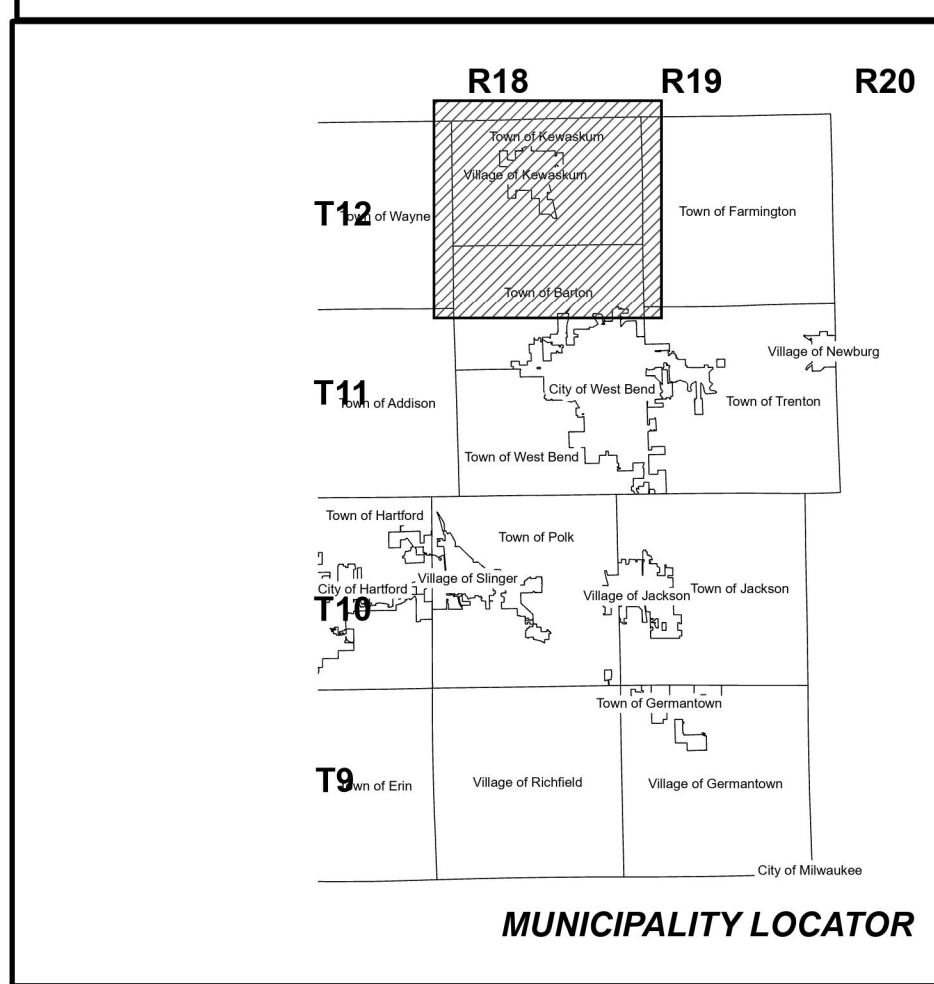 R18 R19 R20
Town of Kewaskum
Village of Kewaskum
T12
Town of Wayne
Town of Farmington
Town of Barton
Village of Newburg
T11
Town of Addison
City of West Bend
Town of Trenton
Town of West Bend
Town of Hartford
Town of Polk
City of Hartford
Village of Slinger
Village of Jackson
Town of Jackson
T10
Town of Germantown
T9
Town of Erin
Village of Richfield
Village of Germantown
City of Milwaukee
MUNICIPALITY LOCATOR